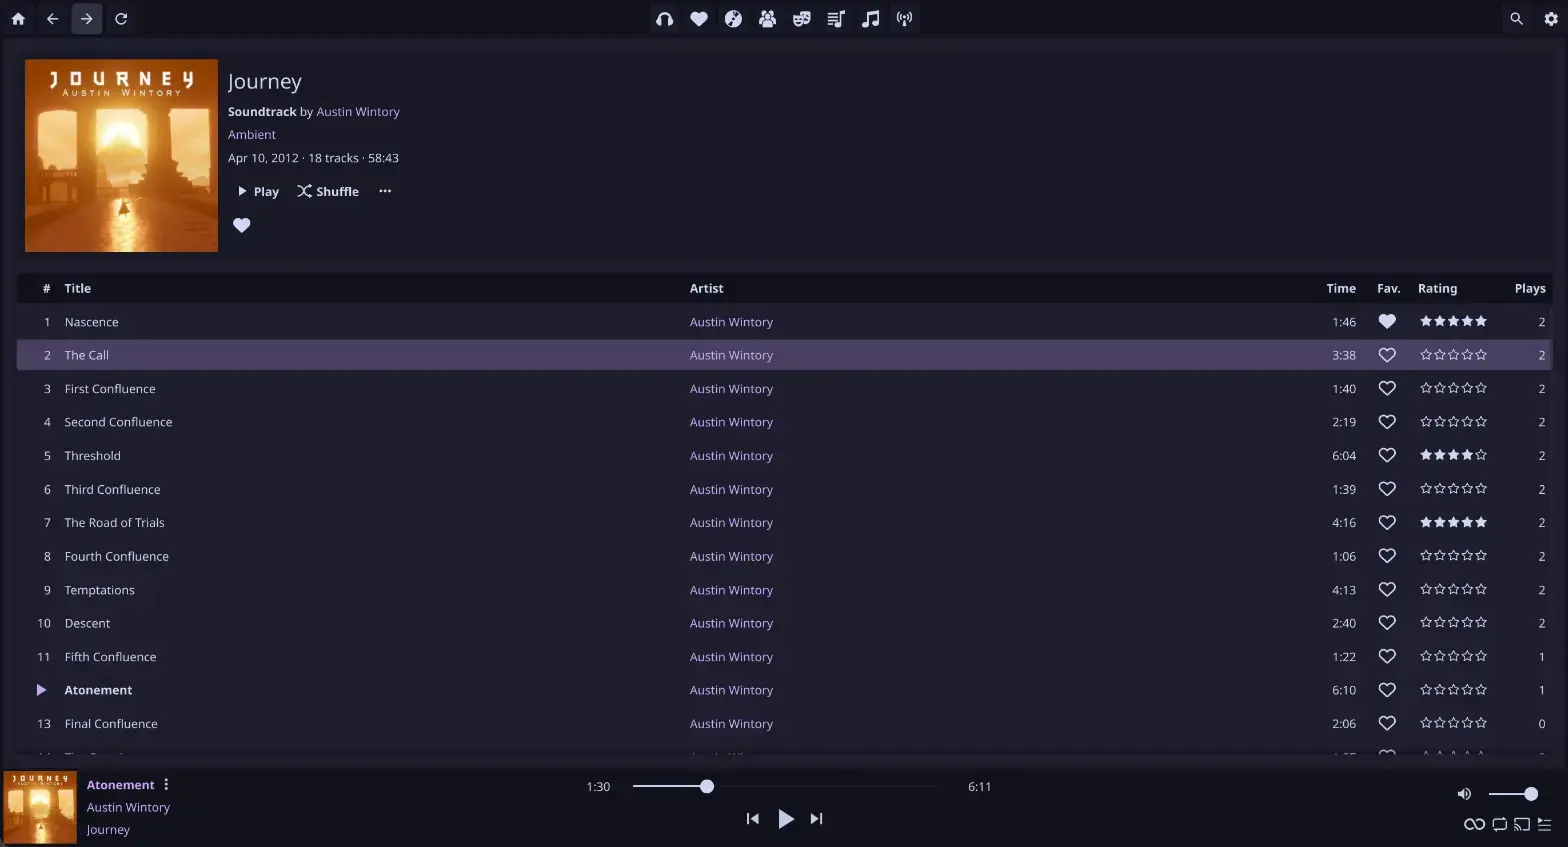 JOURNEY
AUSTIN WINTORY
Journey
Soundtrack by Austin Wintory
Ambient
Apr 10, 2012 · 18 tracks · 58:43
Play Shuffle
# Title Artist Time Fav. Rating Plays
1 Nascence Austin Wintory 1:46 2
2 The Call Austin Wintory 3:38 2
3 First Confluence Austin Wintory 1:40 2
4 Second Confluence Austin Wintory 2:19 2
5 Threshold Austin Wintory 6:04 2
6 Third Confluence Austin Wintory 1:39 2
7 The Road of Trials Austin Wintory 4:16 2
8 Fourth Confluence Austin Wintory 1:06 2
9 Temptations Austin Wintory 4:13 2
10 Descent Austin Wintory 2:40 2
11 Fifth Confluence Austin Wintory 1:22 1
Atonement Austin Wintory 6:10 1
13 Final Confluence Austin Wintory 2:06 0
JOURNEY
AUSTIN WINTORY
Atonement
Austin Wintory
Journey
1:30 6:11